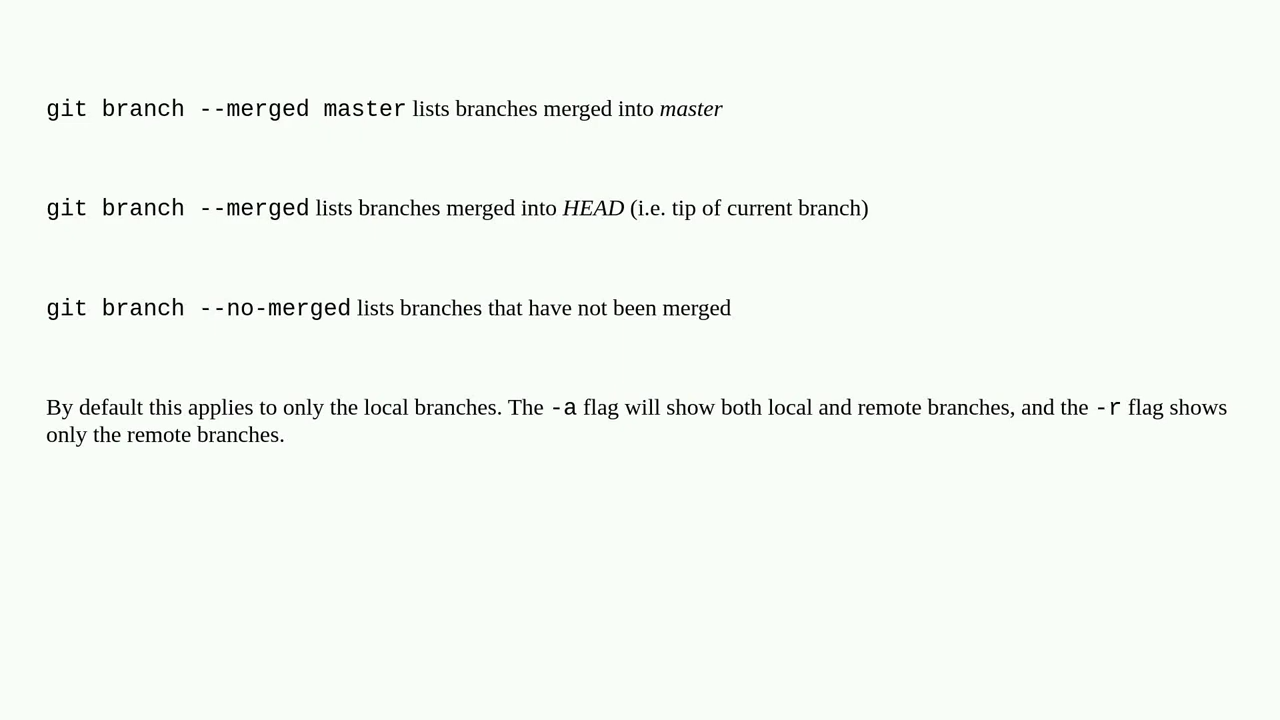 git branch --merged master lists branches merged into master
git branch --merged lists branches merged into HEAD (i.e. tip of current branch)
git branch --no-merged lists branches that have not been merged
By default this applies to only the local branches. The -a flag will show both local and remote branches, and the -r flag shows
only the remote branches.